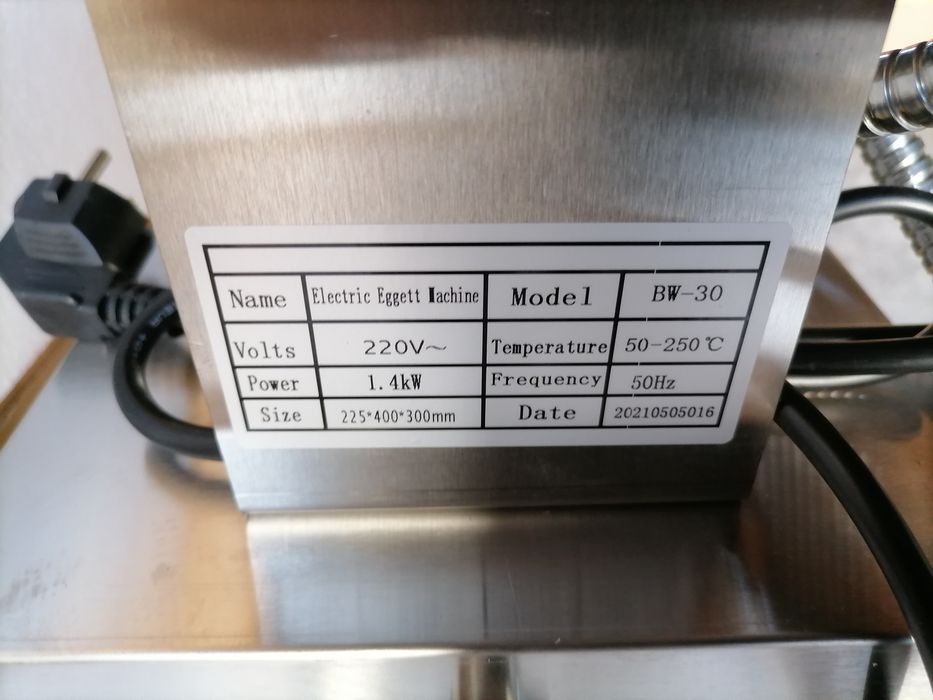 Name Electric Eggett Machine Model BW-30
Volts 220V～ Temperature 50-250℃
Power 1.4kW Frequency 50Hz
Size 225*400*300mm Date 20210505016